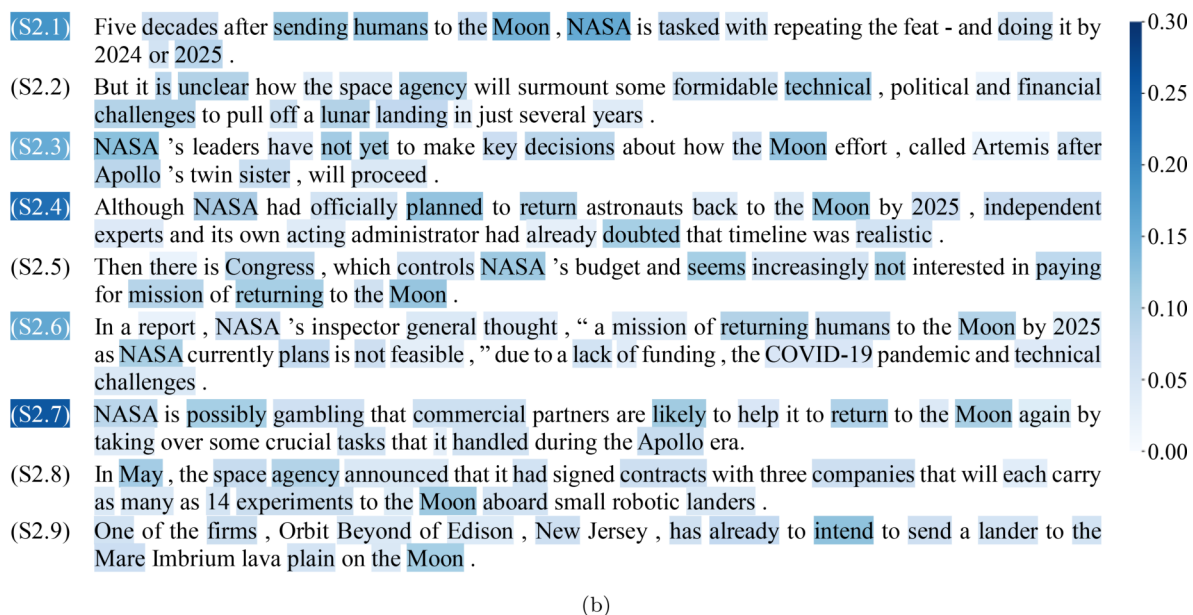 (S2.1) Five decades after sending humans to the Moon , NASA is tasked with repeating the feat - and doing it by
2024 or 2025 .
(S2.2) But it is unclear how the space agency will surmount some formidable technical , political and financial
challenges to pull off a lunar landing in just several years .
(S2.3) NASA 's leaders have not yet to make key decisions about how the Moon effort , called Artemis after
Apollo 's twin sister , will proceed .
(S2.4) Although NASA had officially planned to return astronauts back to the Moon by 2025 , independent
experts and its own acting administrator had already doubted that timeline was realistic .
(S2.5) Then there is Congress , which controls NASA 's budget and seems increasingly not interested in paying
for mission of returning to the Moon .
(S2.6) In a report , NASA 's inspector general thought , “ a mission of returning humans to the Moon by 2025
as NASA currently plans is not feasible , ” due to a lack of funding , the COVID-19 pandemic and technical
challenges .
(S2.7) NASA is possibly gambling that commercial partners are likely to help it to return to the Moon again by
taking over some crucial tasks that it handled during the Apollo era.
(S2.8) In May , the space agency announced that it had signed contracts with three companies that will each carry
as many as 14 experiments to the Moon aboard small robotic landers .
(S2.9) One of the firms , Orbit Beyond of Edison , New Jersey , has already to intend to send a lander to the
Mare Imbrium lava plain on the Moon .
0.30
0.25
0.20
0.15
0.10
0.05
0.00
(b)